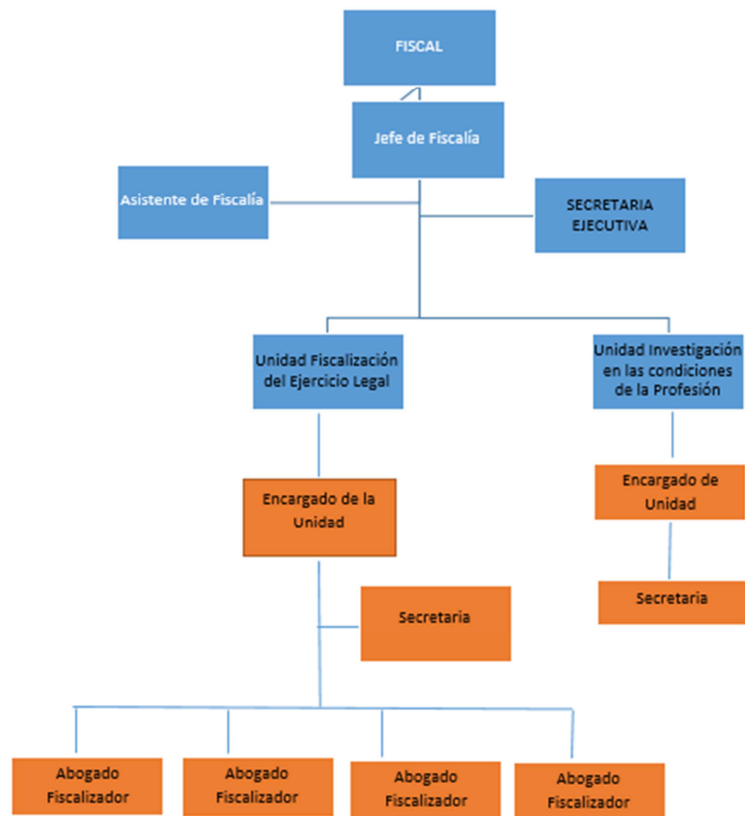 FISCAL
Jefe de Fiscalía
Asistente de Fiscalía
SECRETARIA
EJECUTIVA
Unidad Fiscalización
del Ejercicio Legal
Unidad Investigación
en las condiciones
de la Profesión
Encargado de la
Unidad
Encargado de
Unidad
Secretaria
Secretaria
Abogado
Fiscalizador
Abogado
Fiscalizador
Abogado
Fiscalizador
Abogado
Fiscalizador